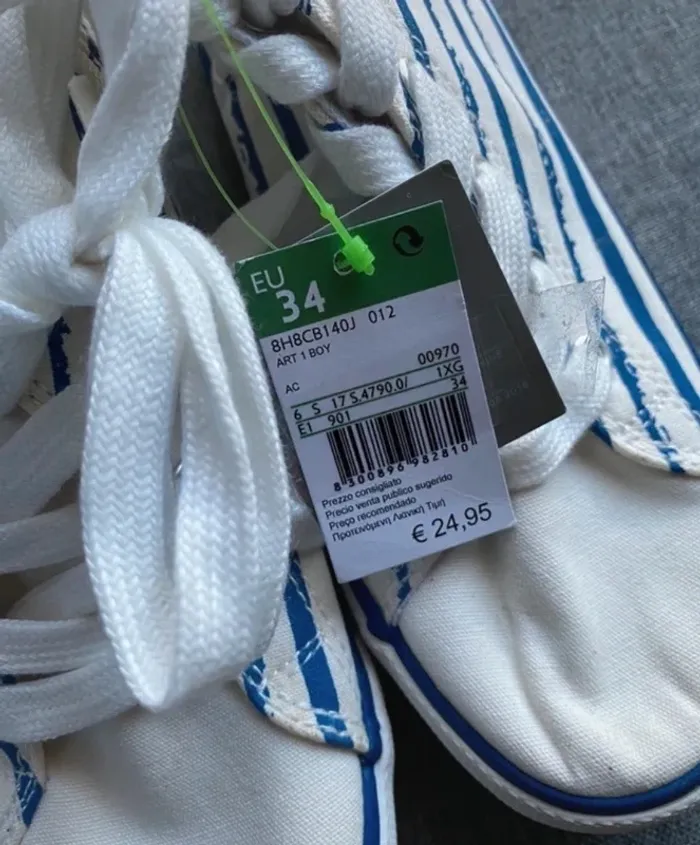 EU
34
8H8CB140J 012
ART 1 BOY
00970
AC 1XG
6 S 17 S.4790.0/ 34
E1 901
8 300896 982810
Prezzo consigliato
Precio venta publico sugerido
Preço recomendado
Προτεινόμενη Λιανική Τιμή
€ 24,95